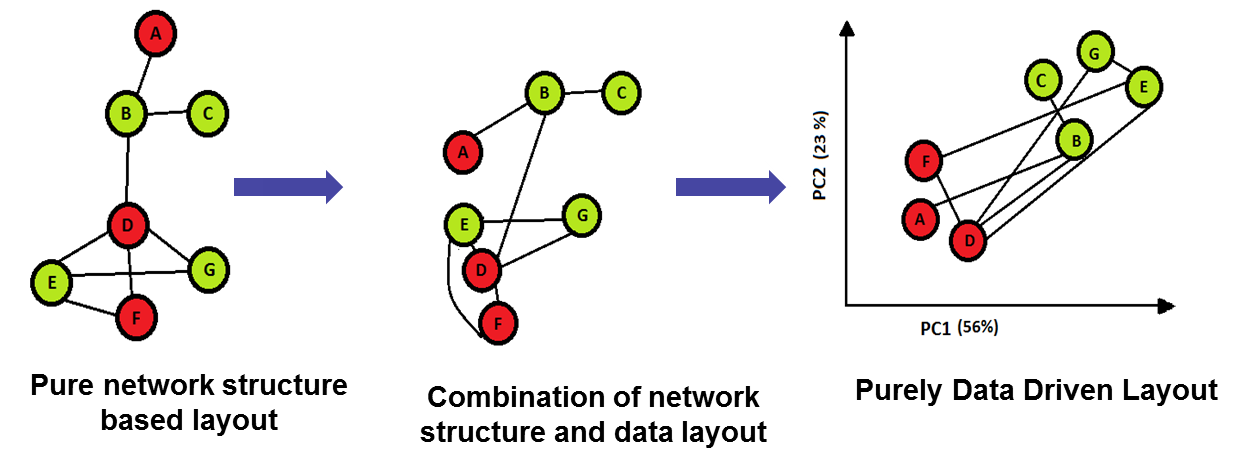 A
B
C
D
E
G
F
Pure network structure
based layout
B
C
A
E
G
D
F
Combination of network
structure and data layout
PC2 (23 %)
G
C
E
B
F
A
D
PC1 (56%)
Purely Data Driven Layout